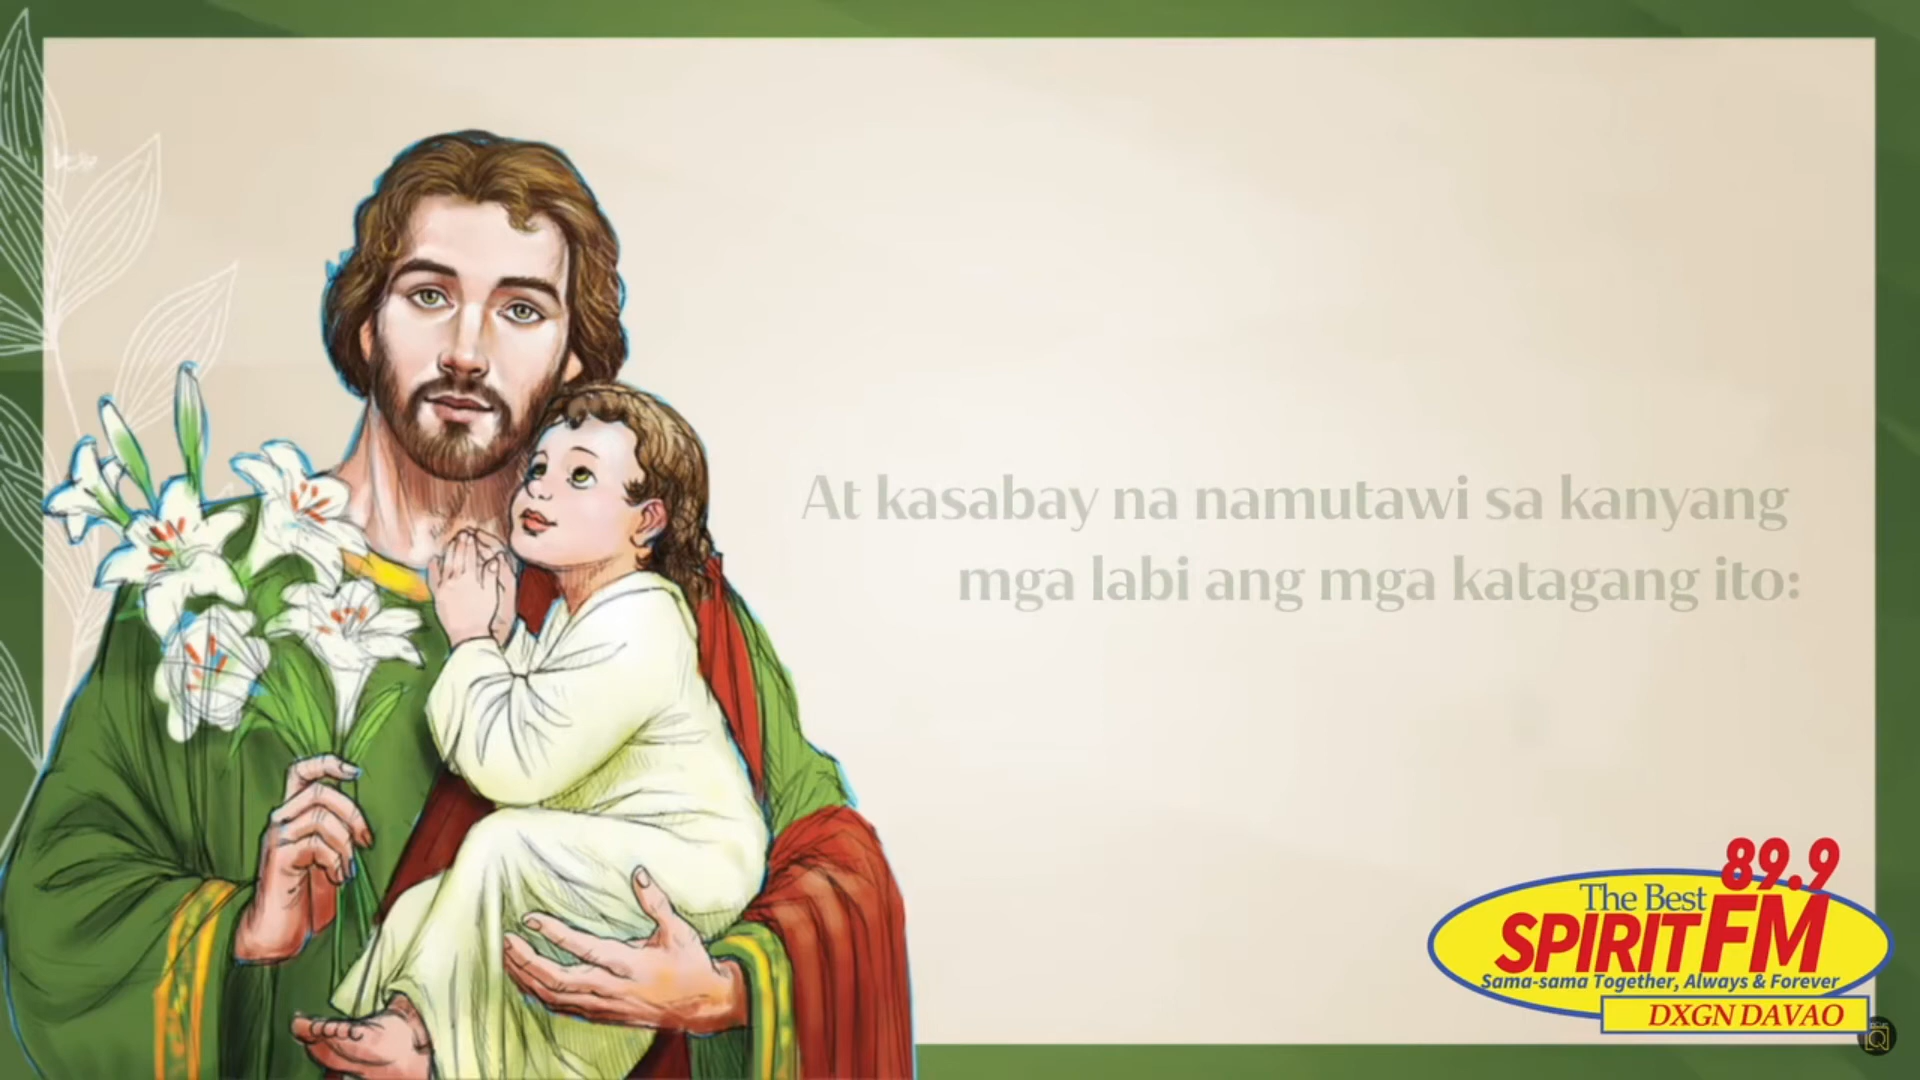 At kasabay na namutawi sa kanyang
mga labi ang mga katagang ito:
89.9
The Best
SPIRIT FM
Sama-sama Together, Always & Forever
DXGN DAVAO